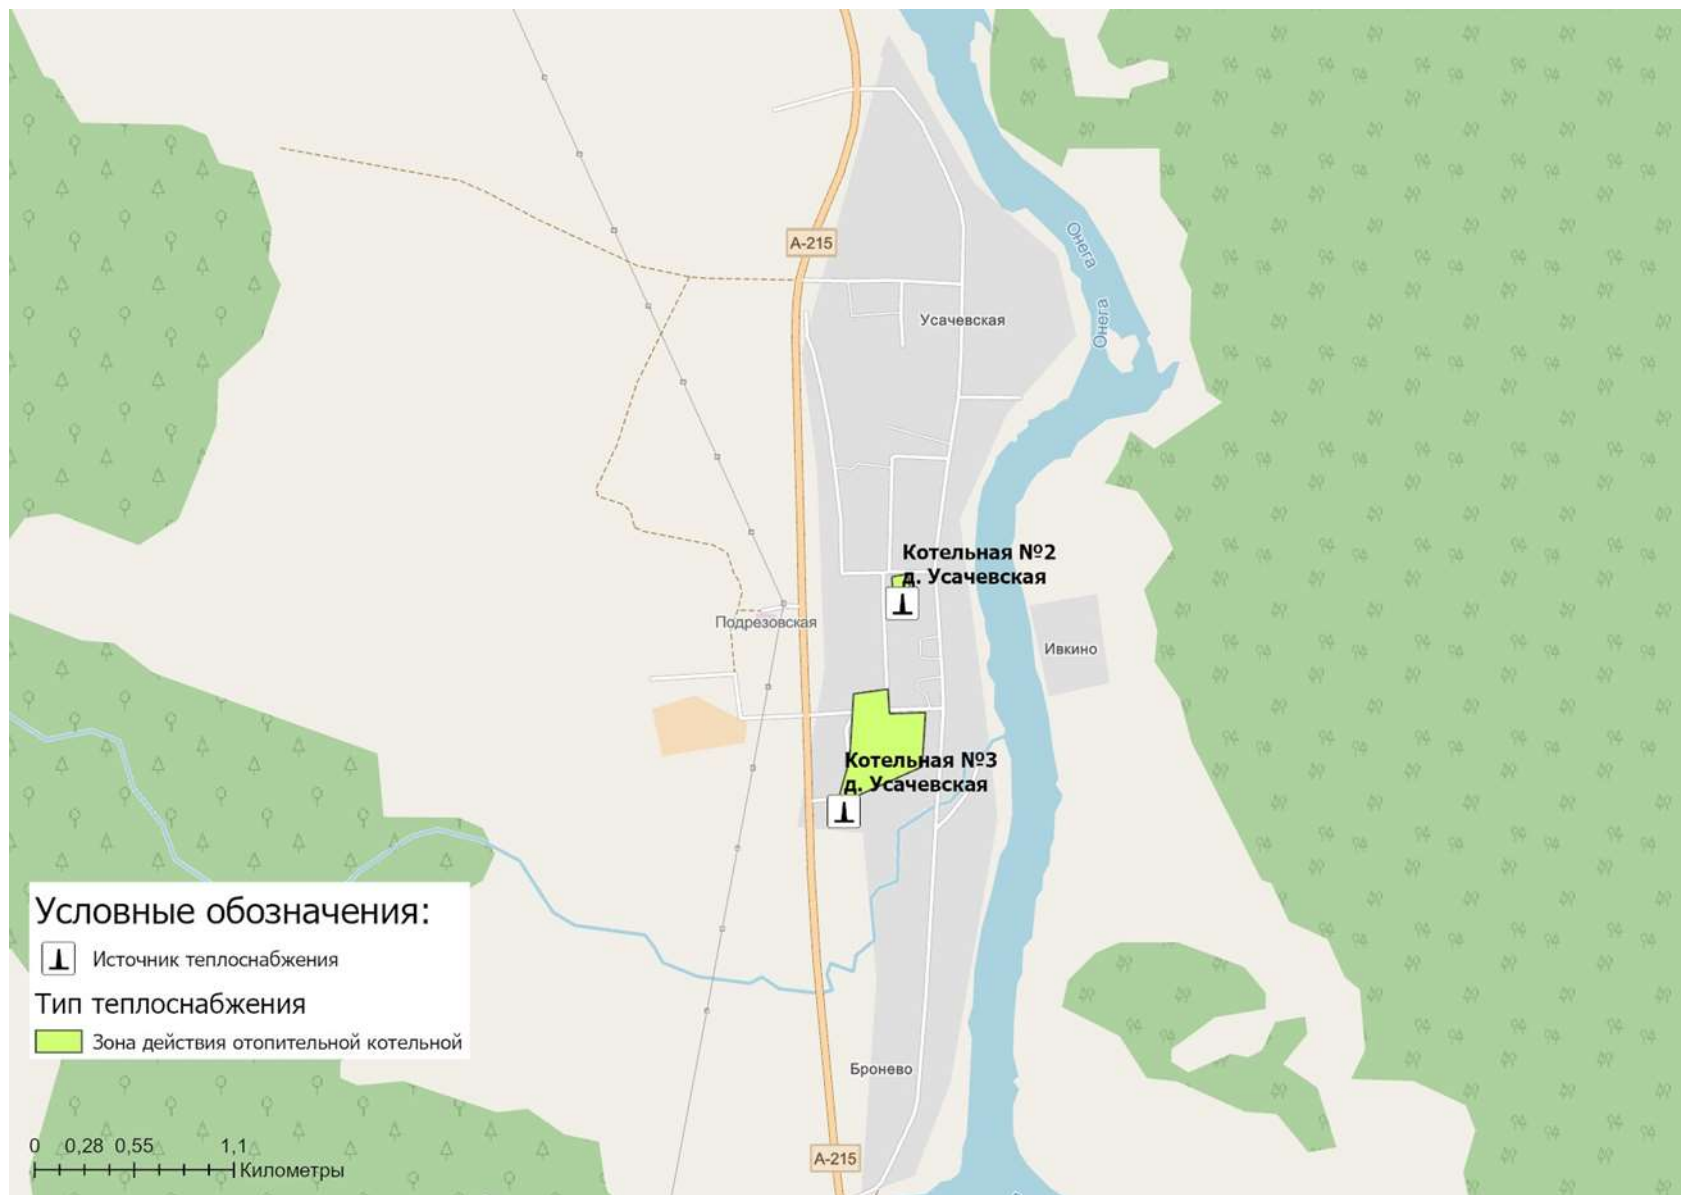 А-215
Онега
Онега
Усачевская
Котельная №2
д. Усачевская
Подрезовская
Ивкино
Котельная №3
д. Усачевская
Условные обозначения:
Источник теплоснабжения
Тип теплоснабжения
Зона действия отопительной котельной
Бронево
0 0,28 0,55 1,1
Километры
А-215